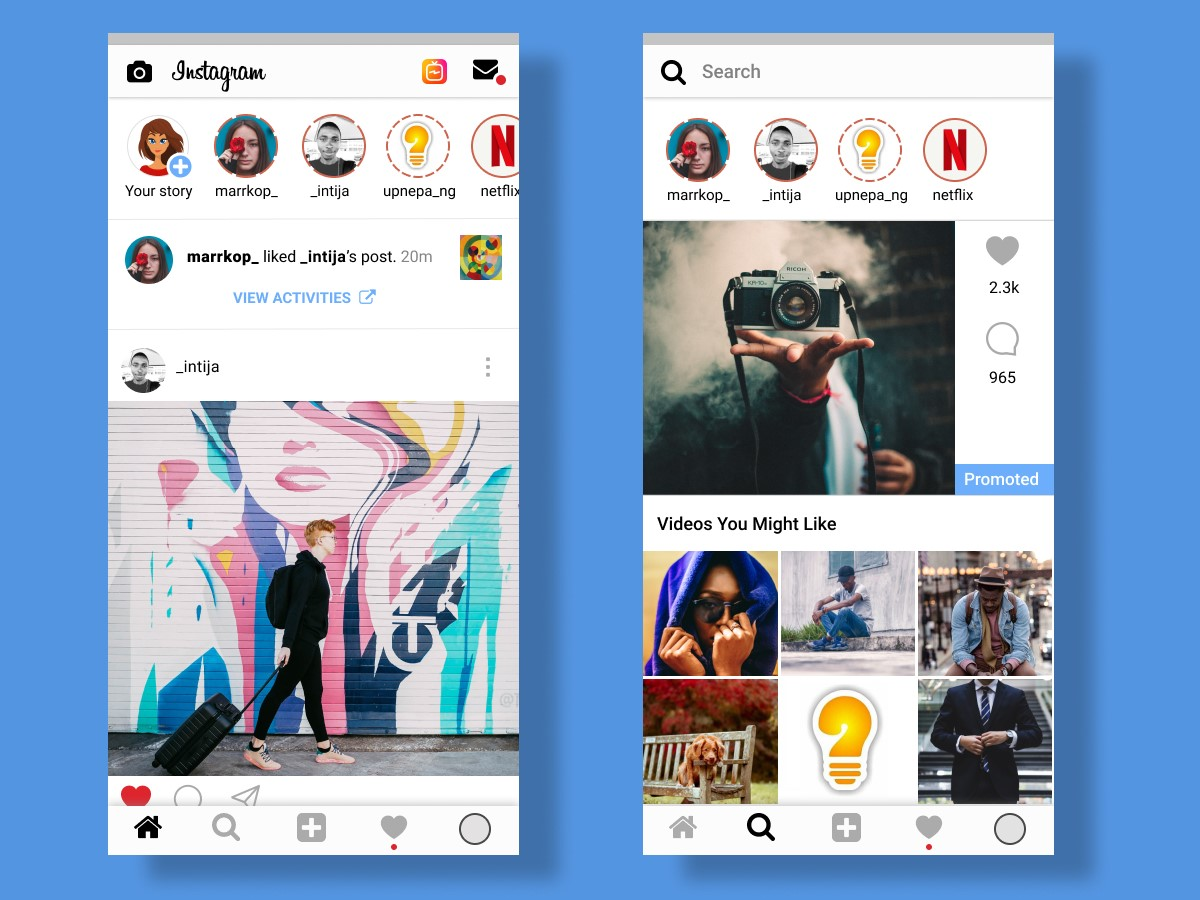 Instagram
Your story
marrkop_
_intija
upnepa_ng
netflix
marrkop_ liked _intija’s post. 20m
VIEW ACTIVITIES
_intija
Search
marrkop_
_intija
upnepa_ng
netflix
RICOH
2.3k
965
Promoted
Videos You Might Like